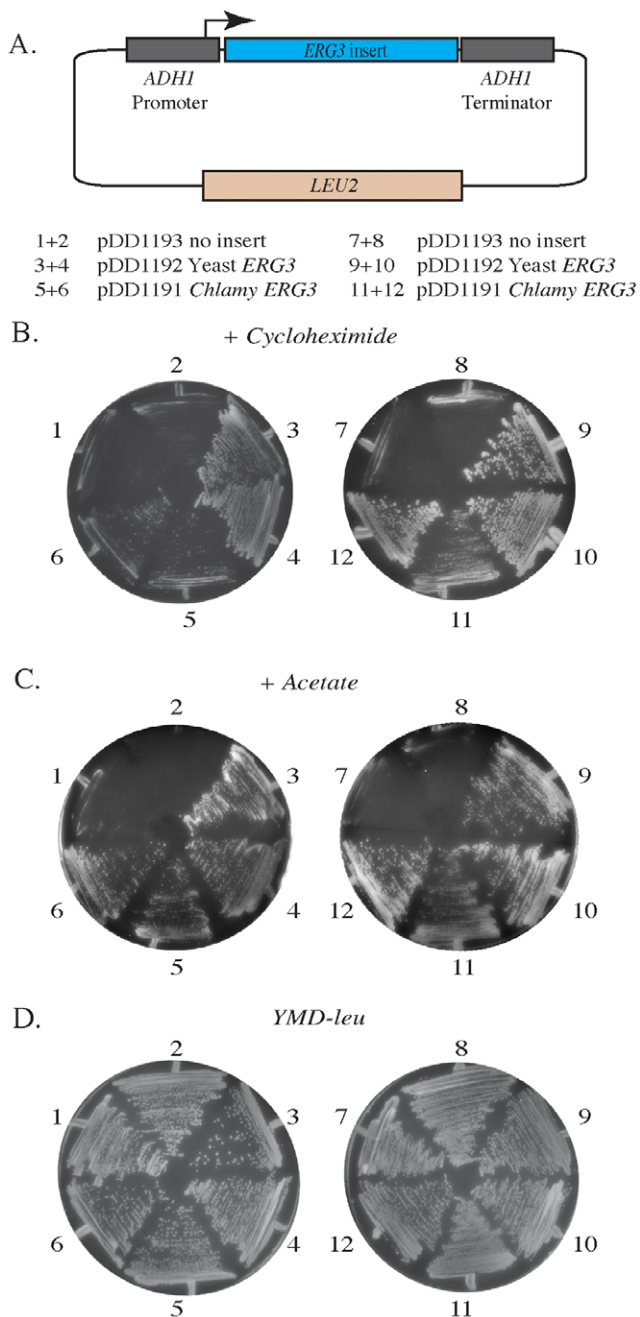 A.
ERG3 insert
ADH1
Promoter
ADH1
Terminator
LEU2
1+2 pDD1193 no insert
3+4 pDD1192 Yeast ERG3
5+6 pDD1191 Chlamy ERG3
7+8 pDD1193 no insert
9+10 pDD1192 Yeast ERG3
11+12 pDD1191 Chlamy ERG3
B.
+ Cycloheximide
2
1
3
6
4
5
8
7
9
12
10
11
C.
+ Acetate
2
1
3
6
4
5
8
7
9
12
10
11
D.
YMD-leu
2
1
3
6
4
5
8
7
9
12
10
11